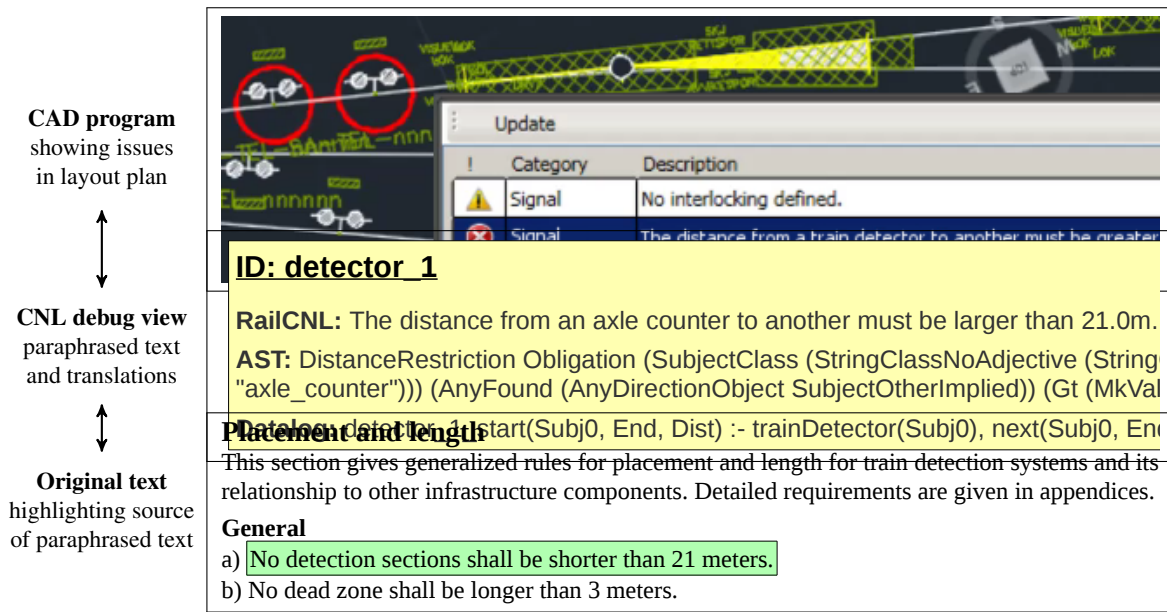 CAD program
showing issues
in layout plan
CNL debug view
paraphrased text
and translations
Original text
highlighting source
of paraphrased text
Update
! Category Description
Signal No interlocking defined.
Signal The distance from a train detector to another must be greater
ID: detector_1
RailCNL: The distance from an axle counter to another must be larger than 21.0m.
AST: DistanceRestriction Obligation (SubjectClass (StringClassNoAdjective (String
"axle_counter"))) (AnyFound (AnyDirectionObject SubjectOtherImplied)) (Gt (MkVal
Datalog: detector_1_start(Subj0, End, Dist) :- trainDetector(Subj0), next(Subj0, End
Placement and length
This section gives generalized rules for placement and length for train detection systems and its
relationship to other infrastructure components. Detailed requirements are given in appendices.
General
a) No detection sections shall be shorter than 21 meters.
b) No dead zone shall be longer than 3 meters.